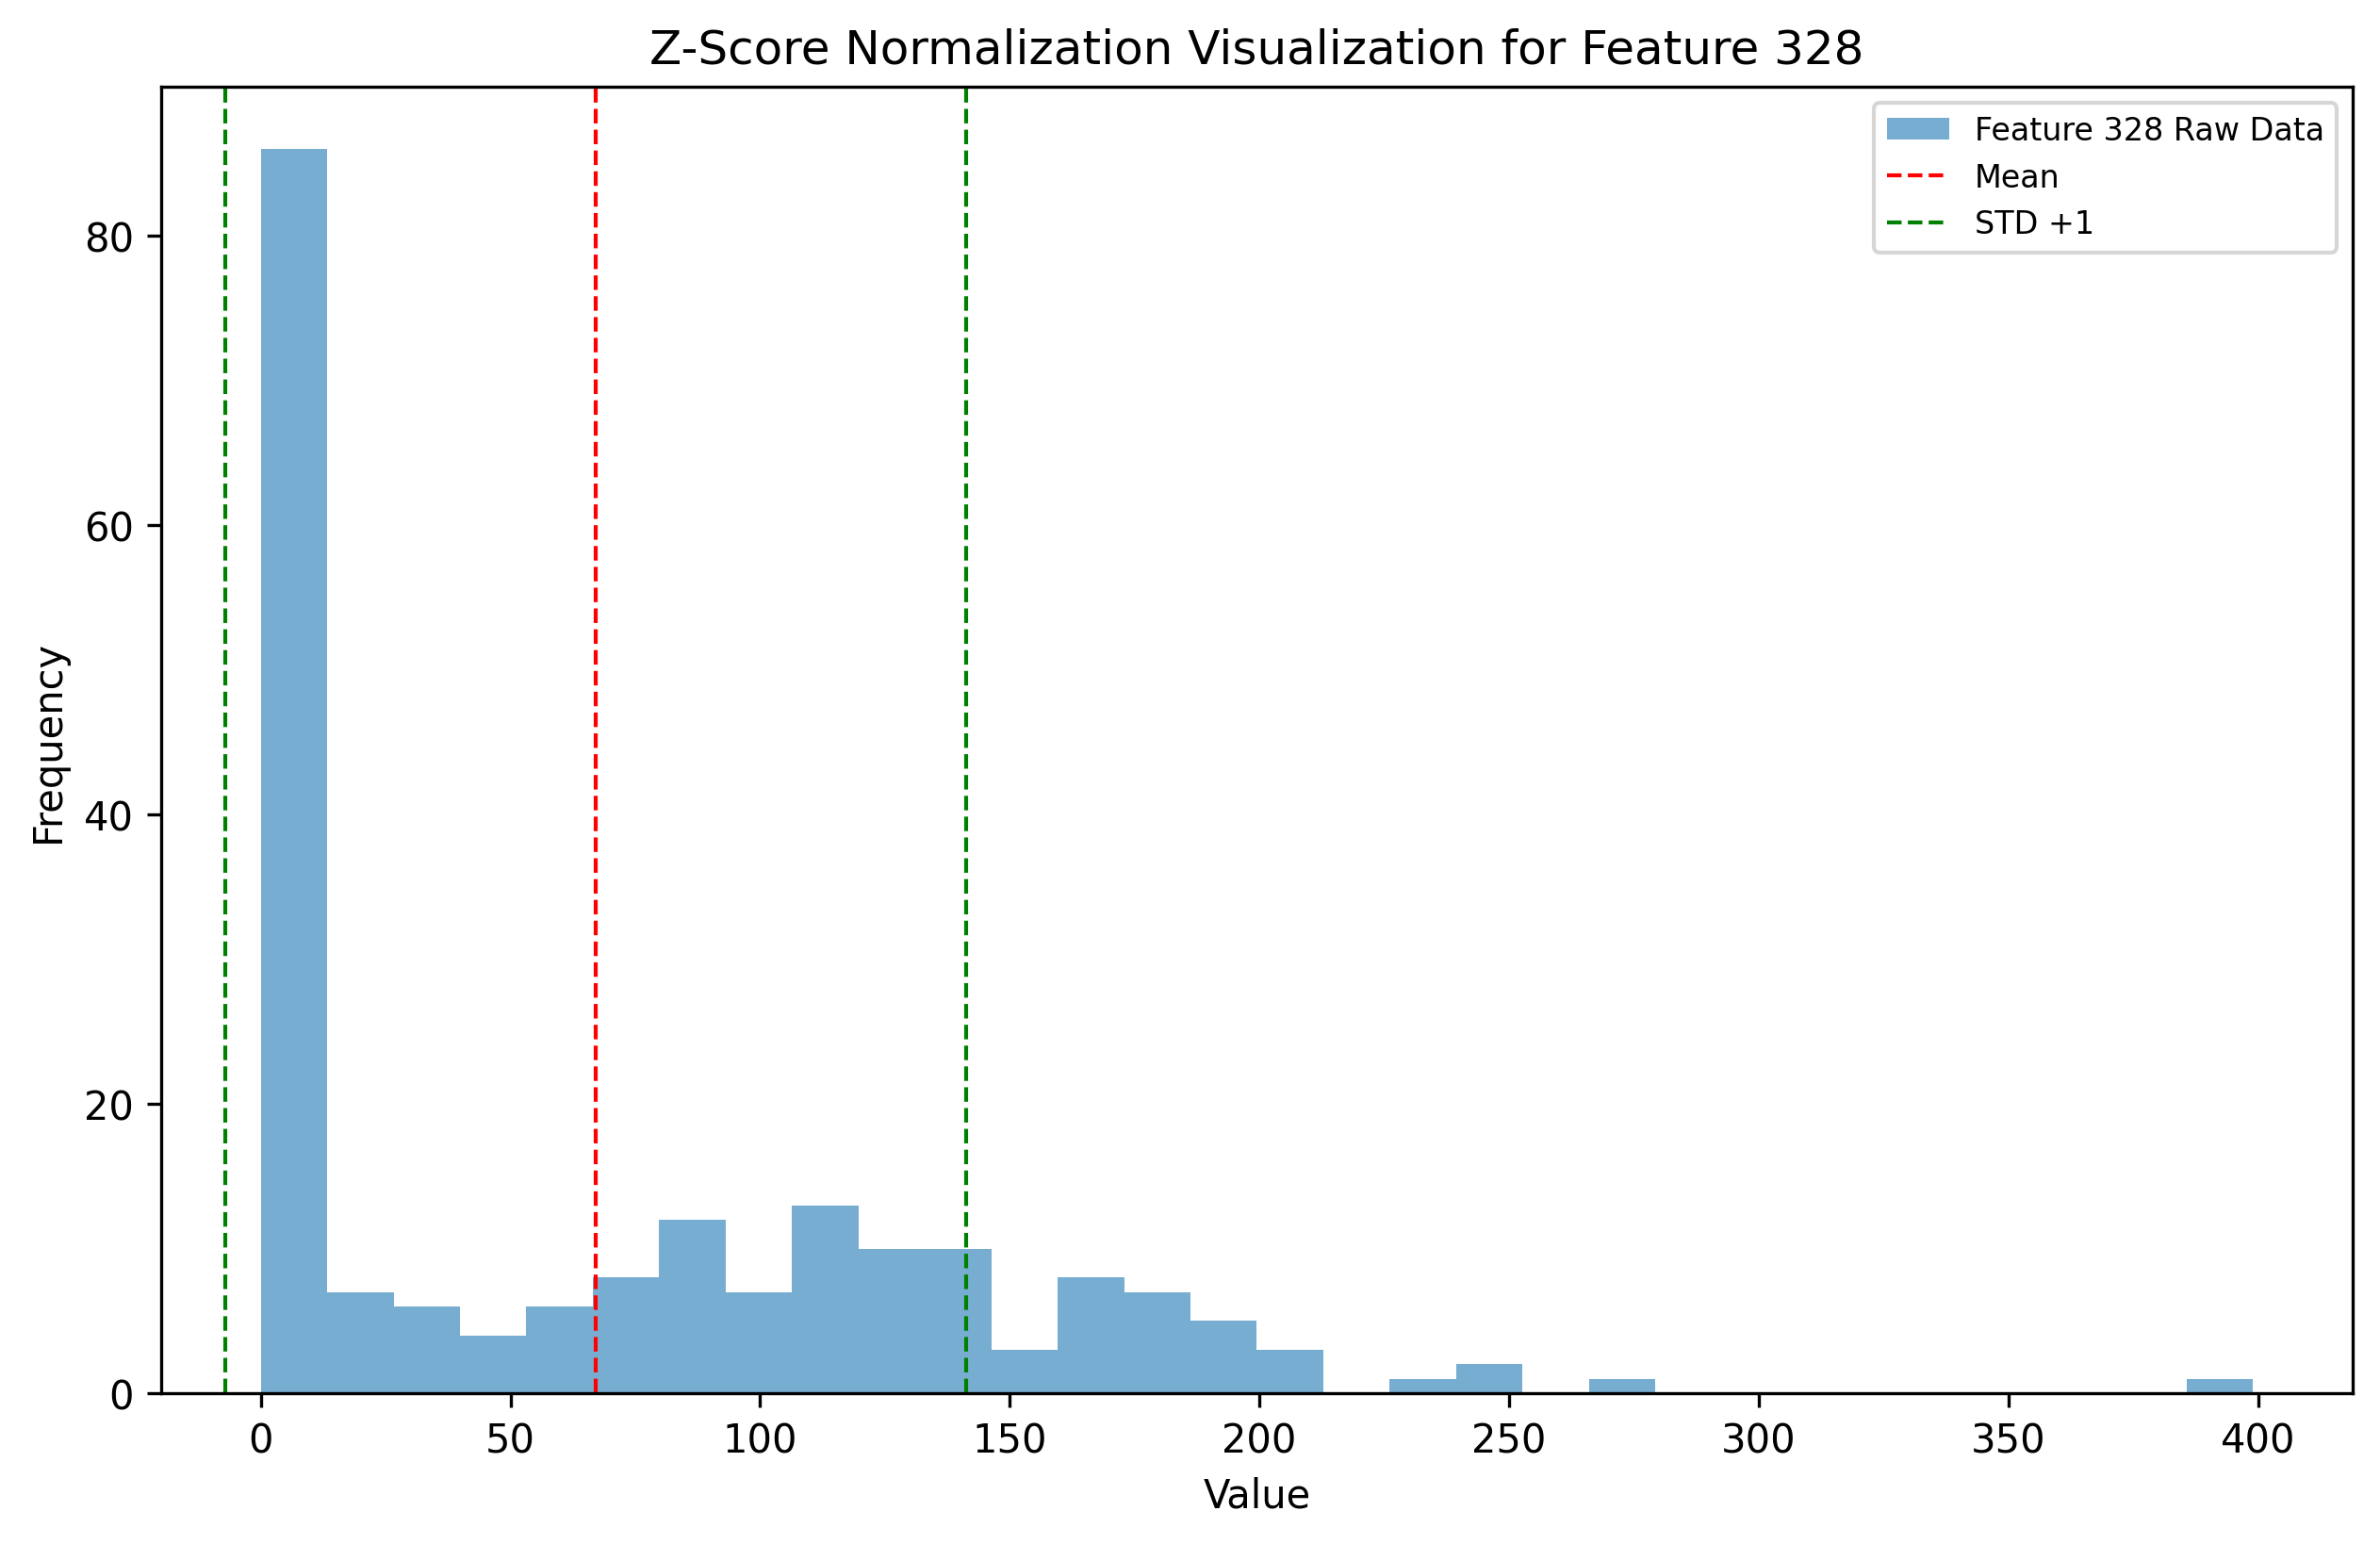 Z-Score Normalization Visualization for Feature 328
Feature 328 Raw Data
Mean
STD +1
80
60
40
20
0
Frequency
0 50 100 150 200 250 300 350 400
Value